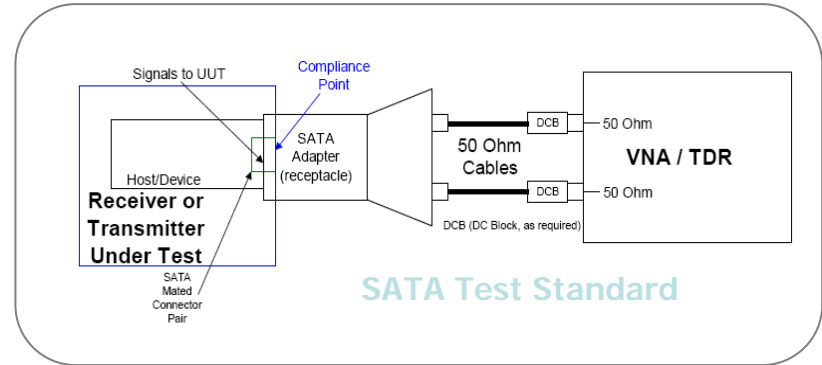 Signals to UUT
Compliance
Point
SATA
Adapter
(receptacle)
Host/Device
Receiver or
Transmitter
Under Test
SATA
Mated
Connector
Pair
50 Ohm
Cables
DCB
DCB
DCB (DC Block, as required)
50 Ohm
VNA / TDR
50 Ohm
SATA Test Standard